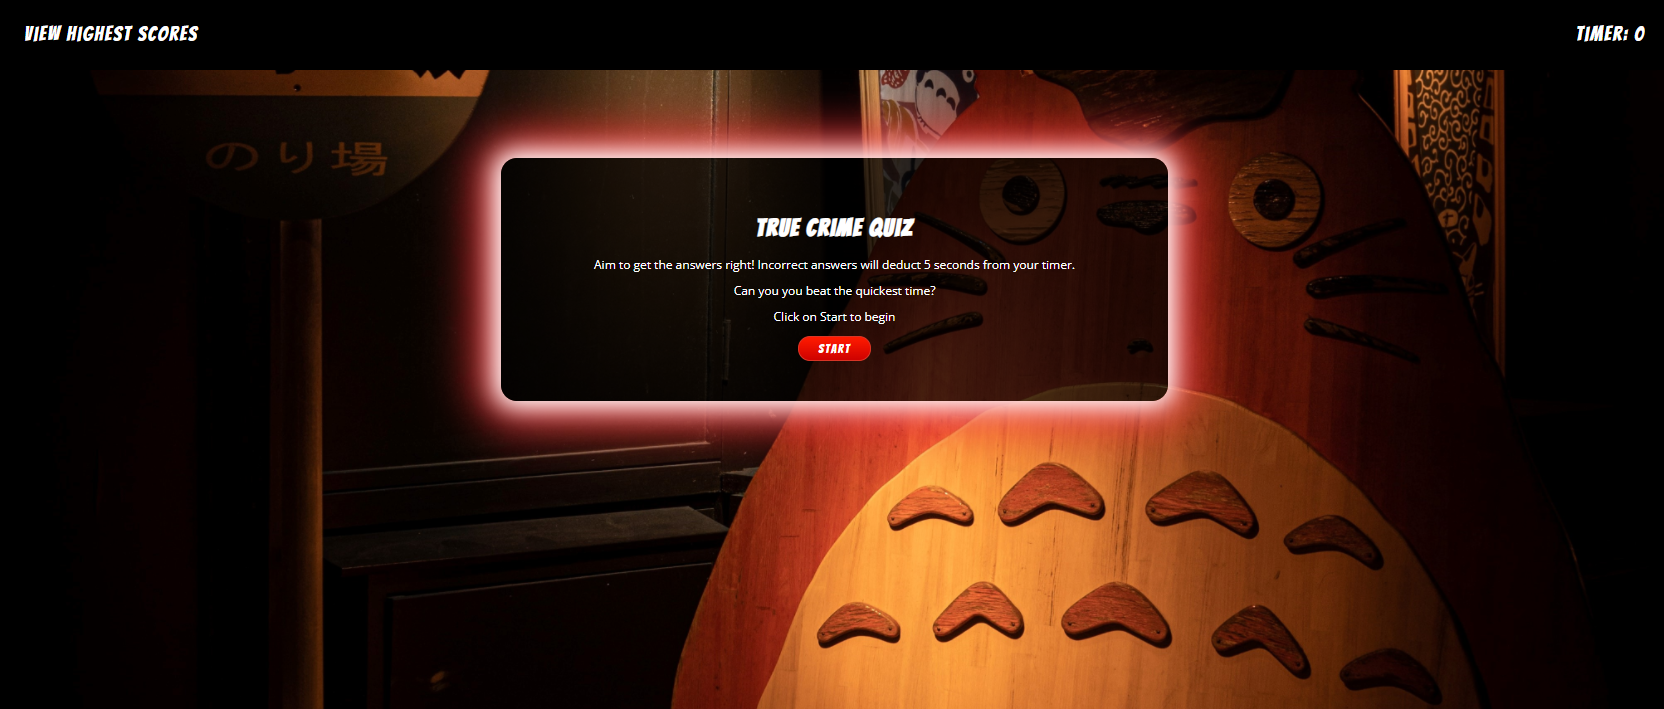 VIEW HIGHEST SCORES
TIMER: 0
のり場
TRUE CRIME QUIZ
Aim to get the answers right! Incorrect answers will deduct 5 seconds from your timer.
Can you you beat the quickest time?
Click on Start to begin
START